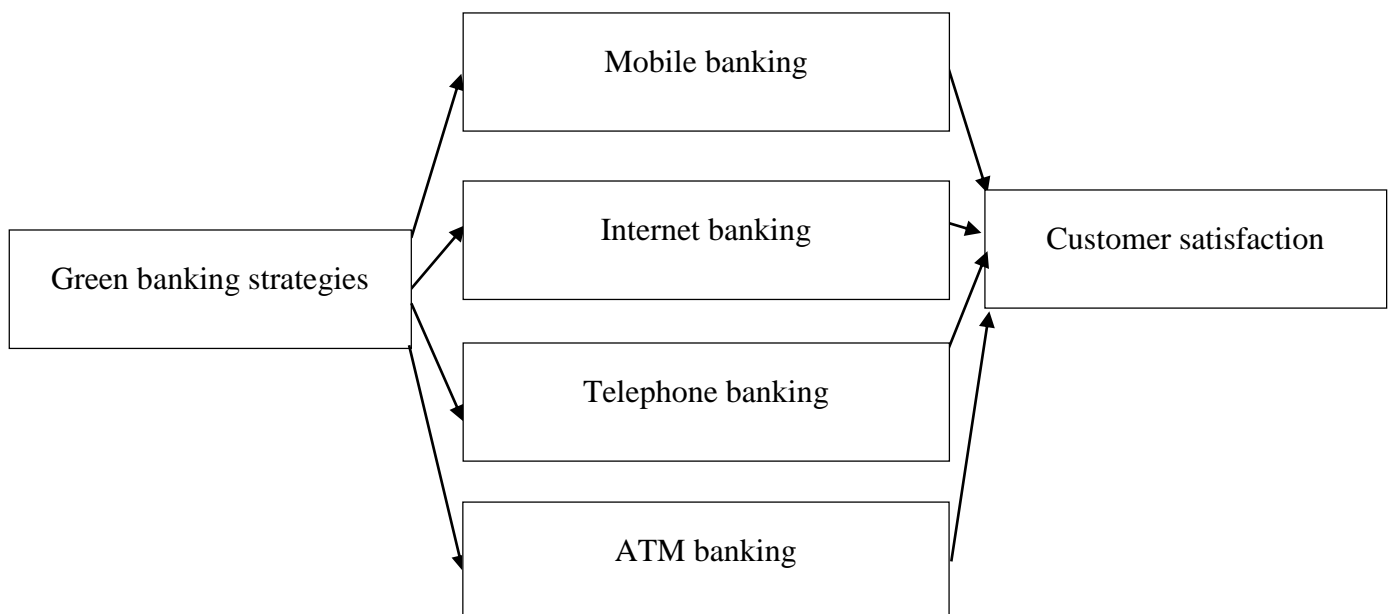 Mobile banking
Internet banking
Customer satisfaction
Green banking strategies
Telephone banking
ATM banking